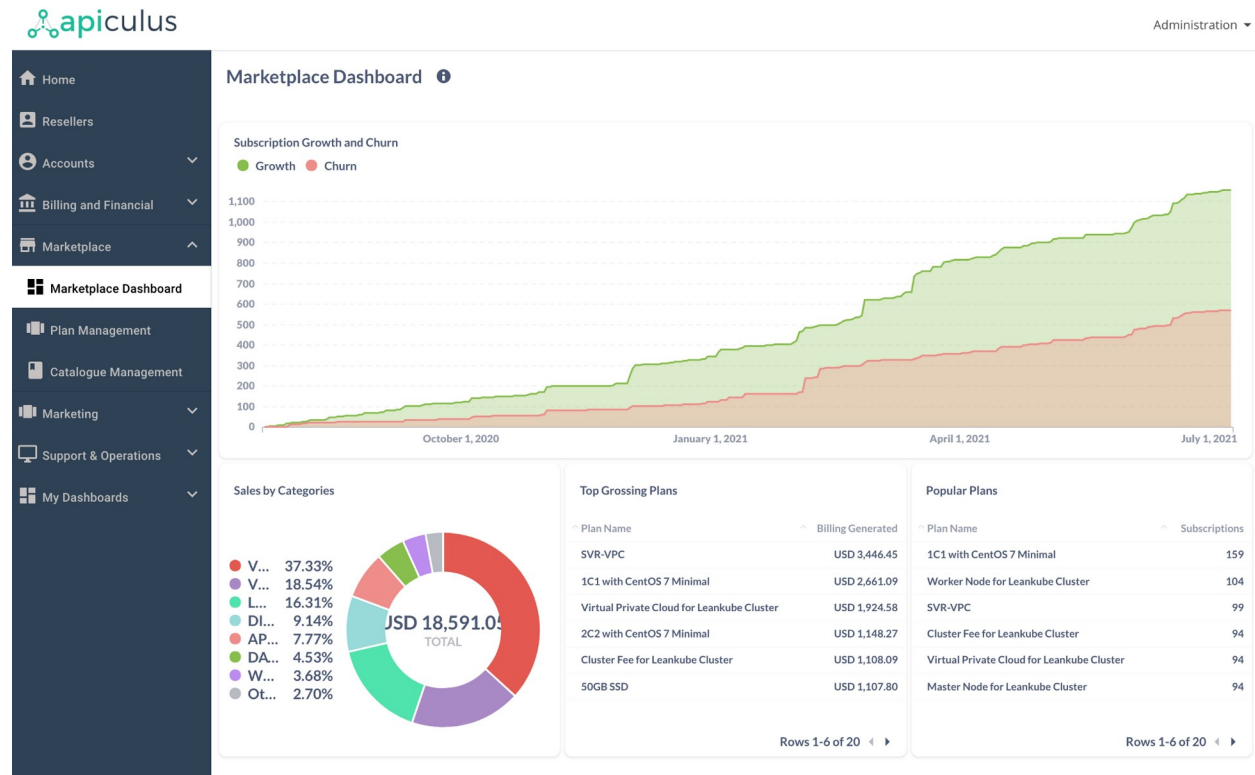 apiculus
Administration
Home
Resellers
Accounts
Billing and Financial
Marketplace
Marketplace Dashboard
Plan Management
Catalogue Management
Marketing
Support & Operations
My Dashboards
Marketplace Dashboard
Subscription Growth and Churn
Growth Churn
1,100
1,000
900
800
700
600
500
400
300
200
100
0
October 1, 2020 January 1, 2021 April 1, 2021 July 1, 2021
Sales by Categories
V... 37.33%
V... 18.54%
L... 16.31%
DI... 9.14%
AP... 7.77%
DA... 4.53%
W... 3.68%
Ot... 2.70%
USD 18,591.05
TOTAL
Top Grossing Plans
Plan Name Billing Generated
SVR-VPC USD 3,446.45
1C1 with CentOS 7 Minimal USD 2,661.09
Virtual Private Cloud for Leankube Cluster USD 1,924.58
2C2 with CentOS 7 Minimal USD 1,148.27
Cluster Fee for Leankube Cluster USD 1,108.09
50GB SSD USD 1,107.80
Rows 1-6 of 20
Popular Plans
Plan Name Subscriptions
1C1 with CentOS 7 Minimal 159
Worker Node for Leankube Cluster 104
SVR-VPC 99
Cluster Fee for Leankube Cluster 94
Virtual Private Cloud for Leankube Cluster 94
Master Node for Leankube Cluster 94
Rows 1-6 of 20